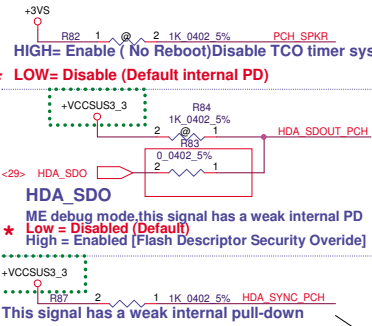 +3VS
R82 1 @ 2 1K_0402_5% PCH_SPKR
HIGH= Enable ( No Reboot)Disable TCO timer sys
* LOW= Disable (Default internal PD)
+VCCSUS3_3
R84
1K_0402_5%
2 @ 1 HDA_SDOUT_PCH
R83
0_0402_5%
<29> HDA_SDO 2 1
HDA_SDO
ME debug mode,this signal has a weak internal PD
* Low = Disabled (Default)
High = Enabled [Flash Descriptor Security Overide]
+VCCSUS3_3
R87 2 1 1K_0402_5% HDA_SYNC_PCH
This signal has a weak internal pull-down